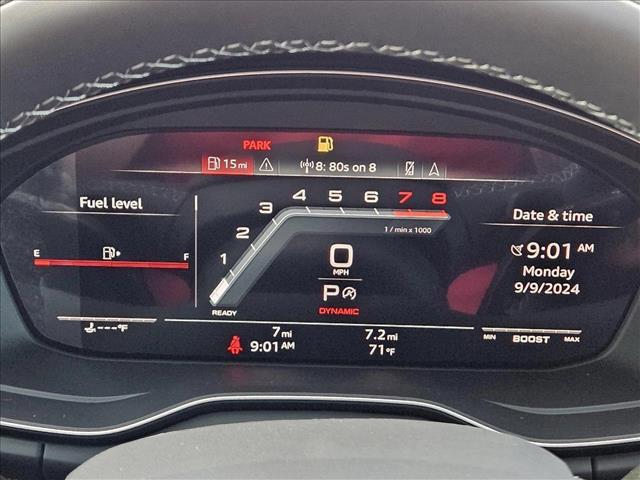 PARK
15 mi 8: 80s on 8
Fuel level
E F
1 2 3 4 5 6 7 8
1 / min x 1000
0
MPH
P
READY
DYNAMIC
Date & time
9:01 AM
Monday
9/9/2024
---°F
7 mi 7.2 mi
9:01 AM 71°F
MIN BOOST MAX